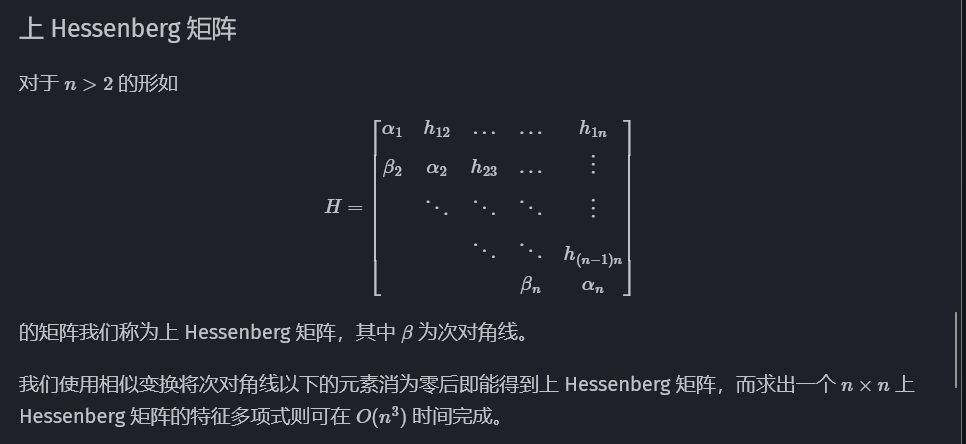 上 Hessenberg 矩阵
对于 n > 2 的形如
H = [
α₁ h₁₂ … … h₁ₙ
β₂ α₂ h₂₃ … ⋮
⋱ ⋱ ⋱ ⋮
⋱ ⋱ h₍ₙ₋₁₎ₙ
βₙ αₙ
]
的矩阵我们称为上 Hessenberg 矩阵，其中 β 为次对角线。
我们使用相似变换将次对角线以下的元素消为零后即能得到上 Hessenberg 矩阵，而求出一个 n × n 上
Hessenberg 矩阵的特征多项式则可在 O(n³) 时间完成。